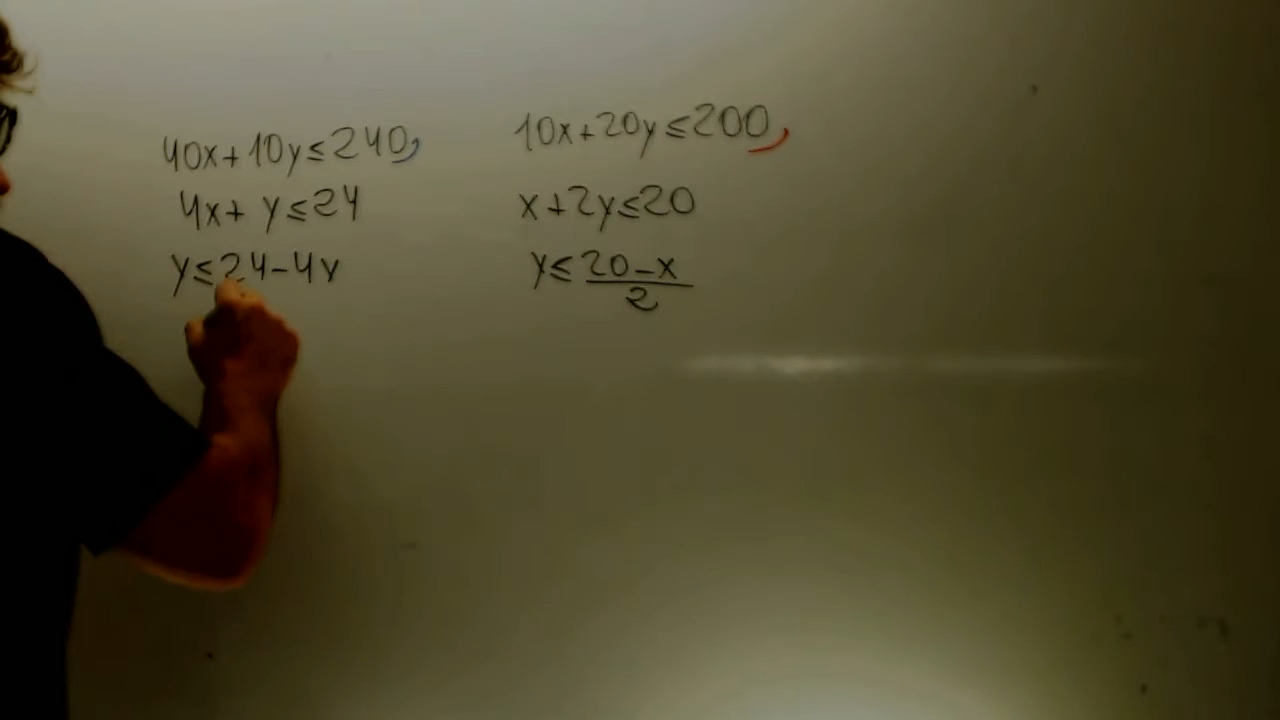 40x+10y≤240,
4x+ y≤24
y≤24-4x
10x+20y≤200,
x+2y≤20
y≤ 20-x
2